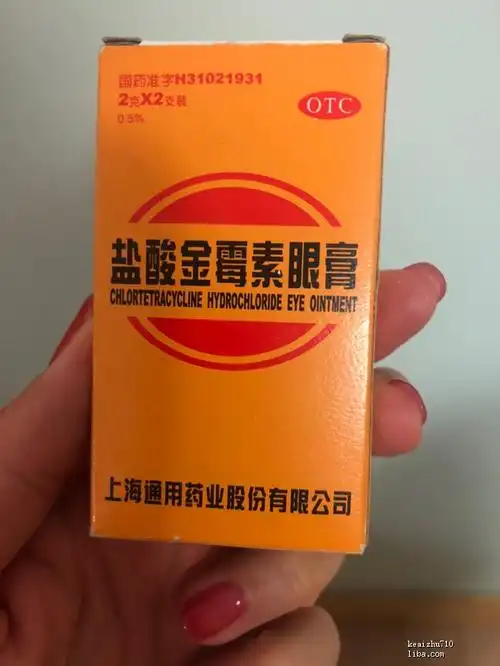 国药准字H31021931
2克X2支装
0.5%
OTC
盐酸金霉素眼膏
CHLORTETRACYCLINE HYDROCHLORIDE EYE OINTMENT
上海通用药业股份有限公司
keaizhu710
liba.com